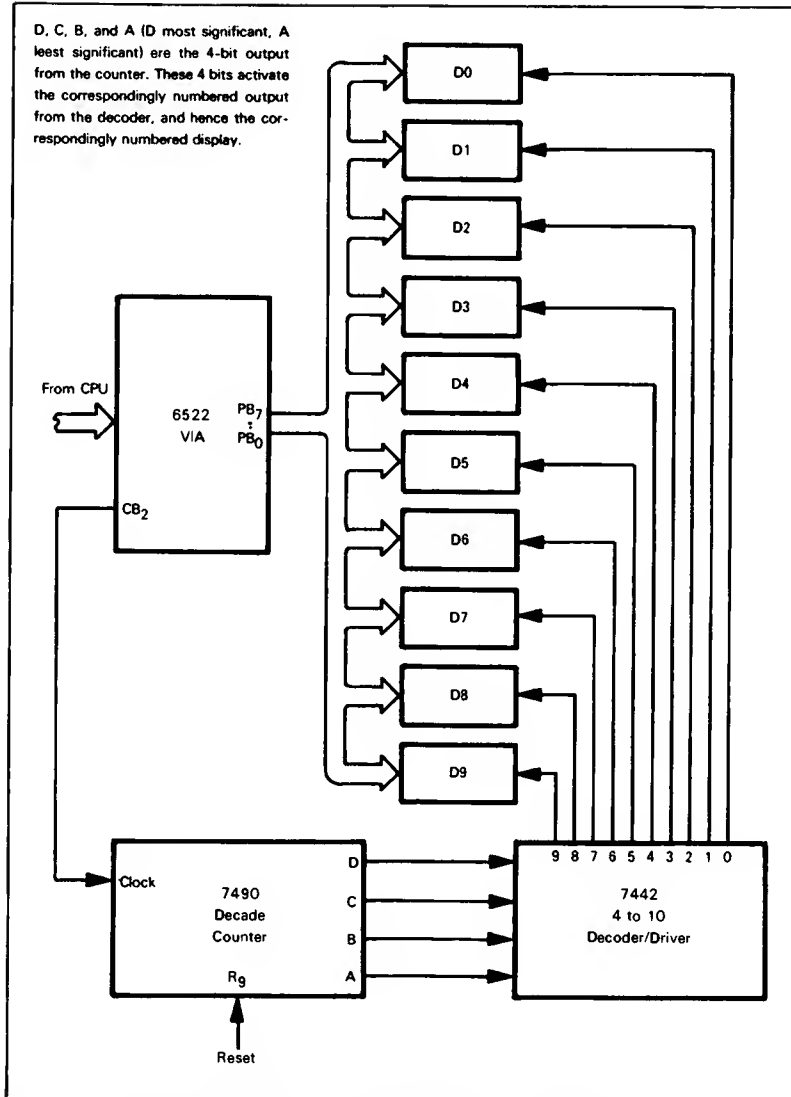 D, C, B, and A (D most significant, A
leest significant) ere the 4-bit output
from the counter. These 4 bits activate
the correspondingly numbered output
from the decoder, and hence the cor-
respondingly numbered display.
D0
D1
D2
D3
D4
D5
D6
D7
D8
D9
From CPU
6522
VIA
PB7
:
PB0
CB2
Clock
7490
Decade
Counter
R9
D
C
B
A
Reset
9 8 7 6 5 4 3 2 1 0
7442
4 to 10
Decoder/Driver